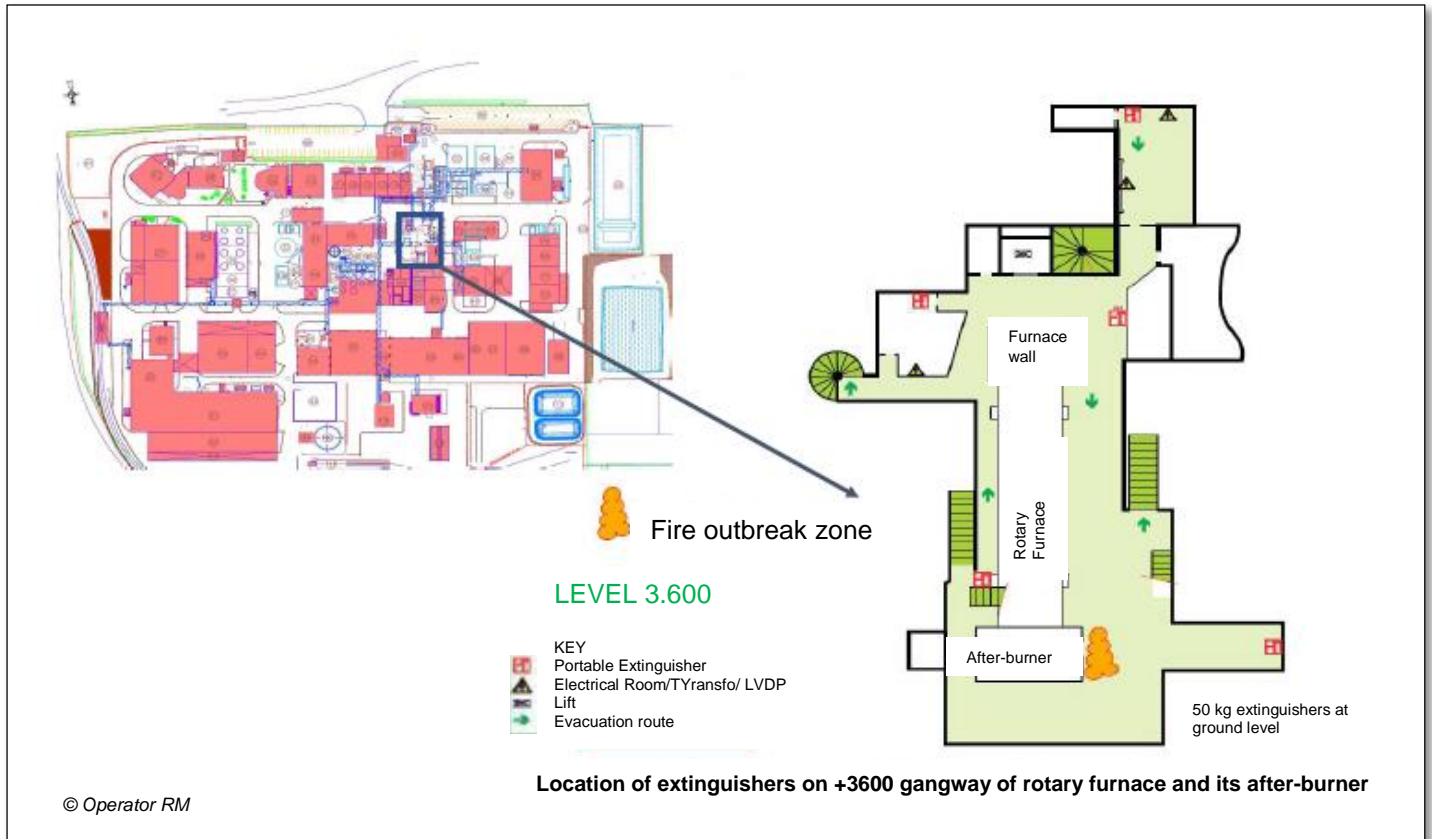 Furnace
wall
Rotary
Furnace
Fire outbreak zone
LEVEL 3.600
After-burner
KEY
Portable Extinguisher
Electrical Room/TYransfo/ LVDP
Lift
Evacuation route
50 kg extinguishers at
ground level
Location of extinguishers on +3600 gangway of rotary furnace and its after-burner
© Operator RM